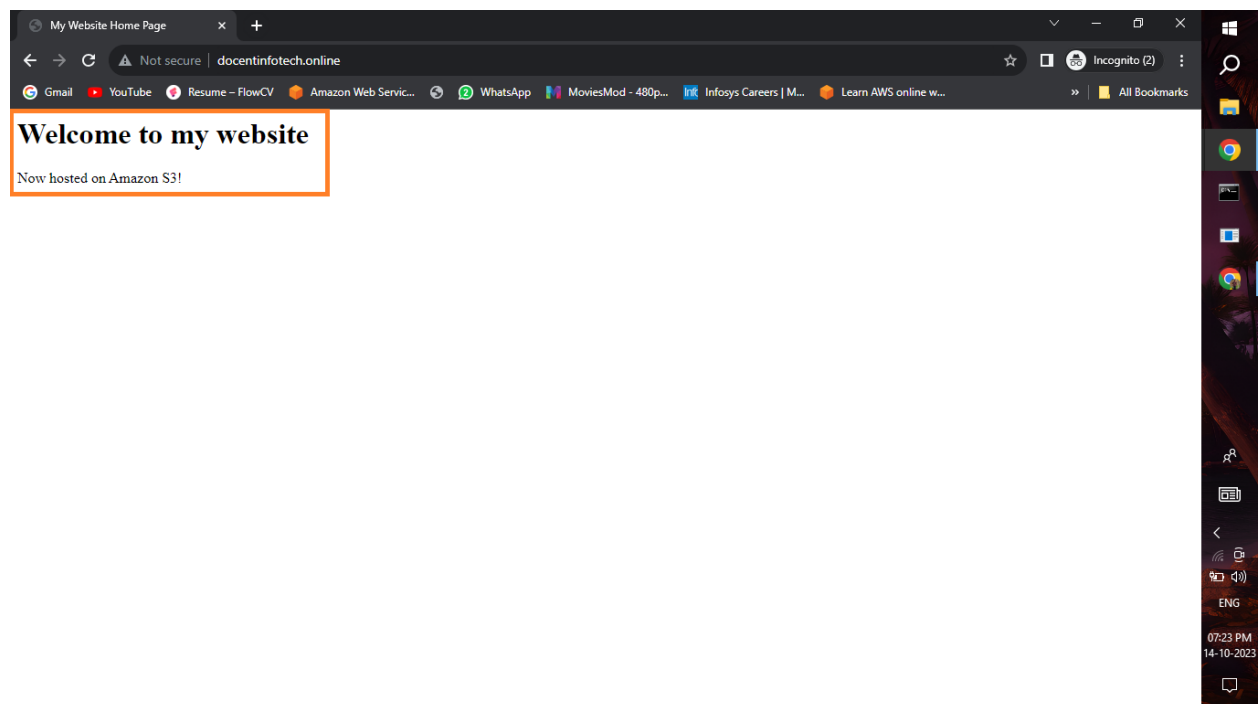 My Website Home Page
Not secure | docentinfotech.online
Incognito (2)
Gmail YouTube Resume – FlowCV Amazon Web Servic... WhatsApp MoviesMod - 480p... Infosys Careers | M... Learn AWS online w... » All Bookmarks
Welcome to my website
Now hosted on Amazon S3!
ENG
07:23 PM
14-10-2023